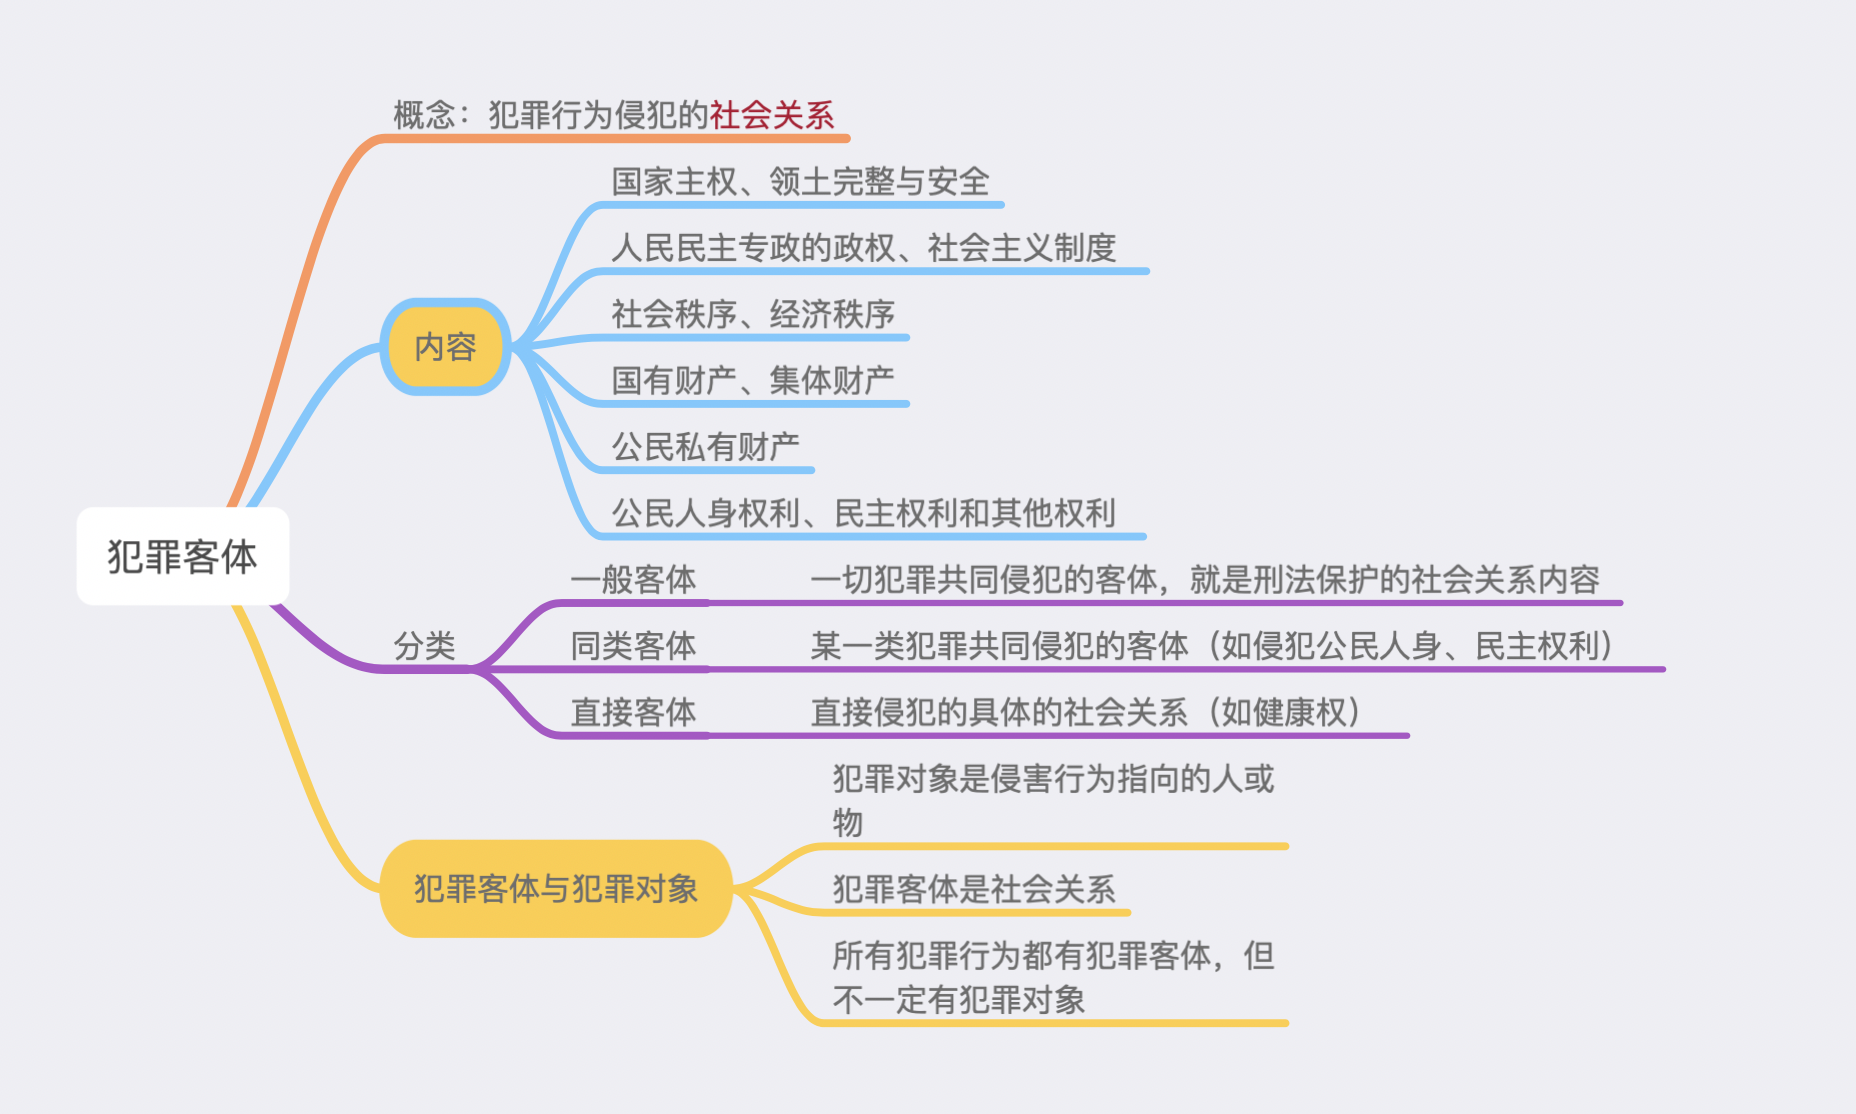 概念：犯罪行为侵犯的社会关系
国家主权、领土完整与安全
人民民主专政的政权、社会主义制度
社会秩序、经济秩序
内容
国有财产、集体财产
公民私有财产
公民人身权利、民主权利和其他权利
犯罪客体
一般客体 一切犯罪共同侵犯的客体，就是刑法保护的社会关系内容
分类 同类客体 某一类犯罪共同侵犯的客体（如侵犯公民人身、民主权利）
直接客体 直接侵犯的具体的社会关系（如健康权）
犯罪对象是侵害行为指向的人或
物
犯罪客体与犯罪对象
犯罪客体是社会关系
所有犯罪行为都有犯罪客体，但
不一定有犯罪对象